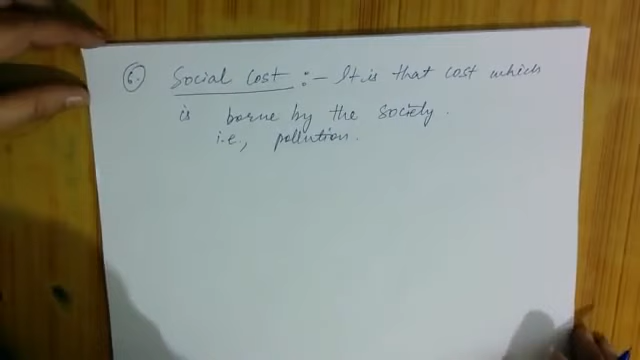 6. Social Cost :- It is that cost which
is borne by the society.
i.e., pollution.